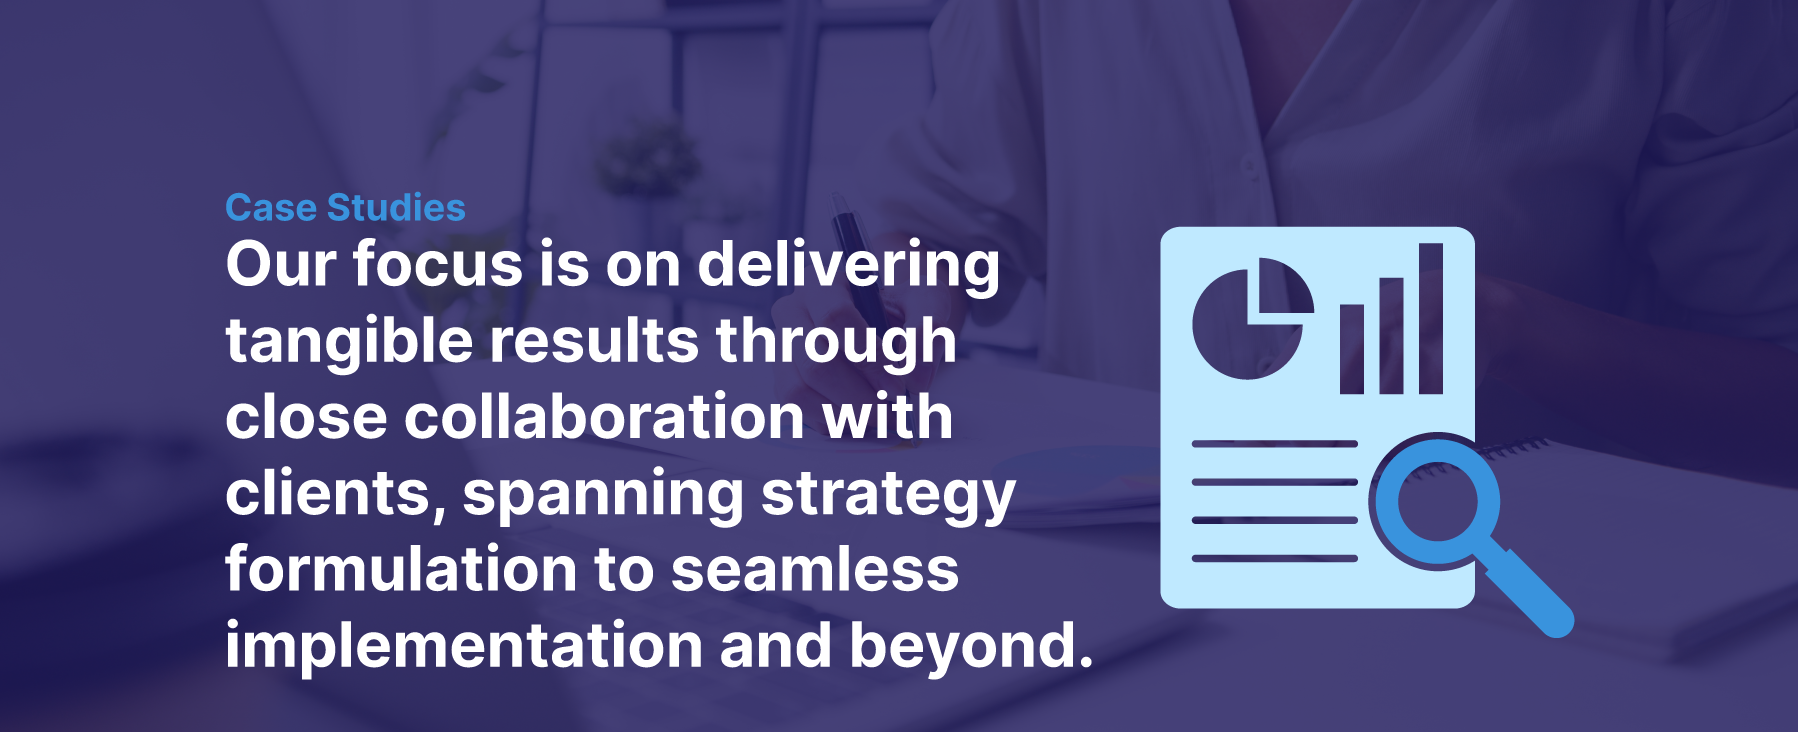 Case Studies
Our focus is on delivering
tangible results through
close collaboration with
clients, spanning strategy
formulation to seamless
implementation and beyond.